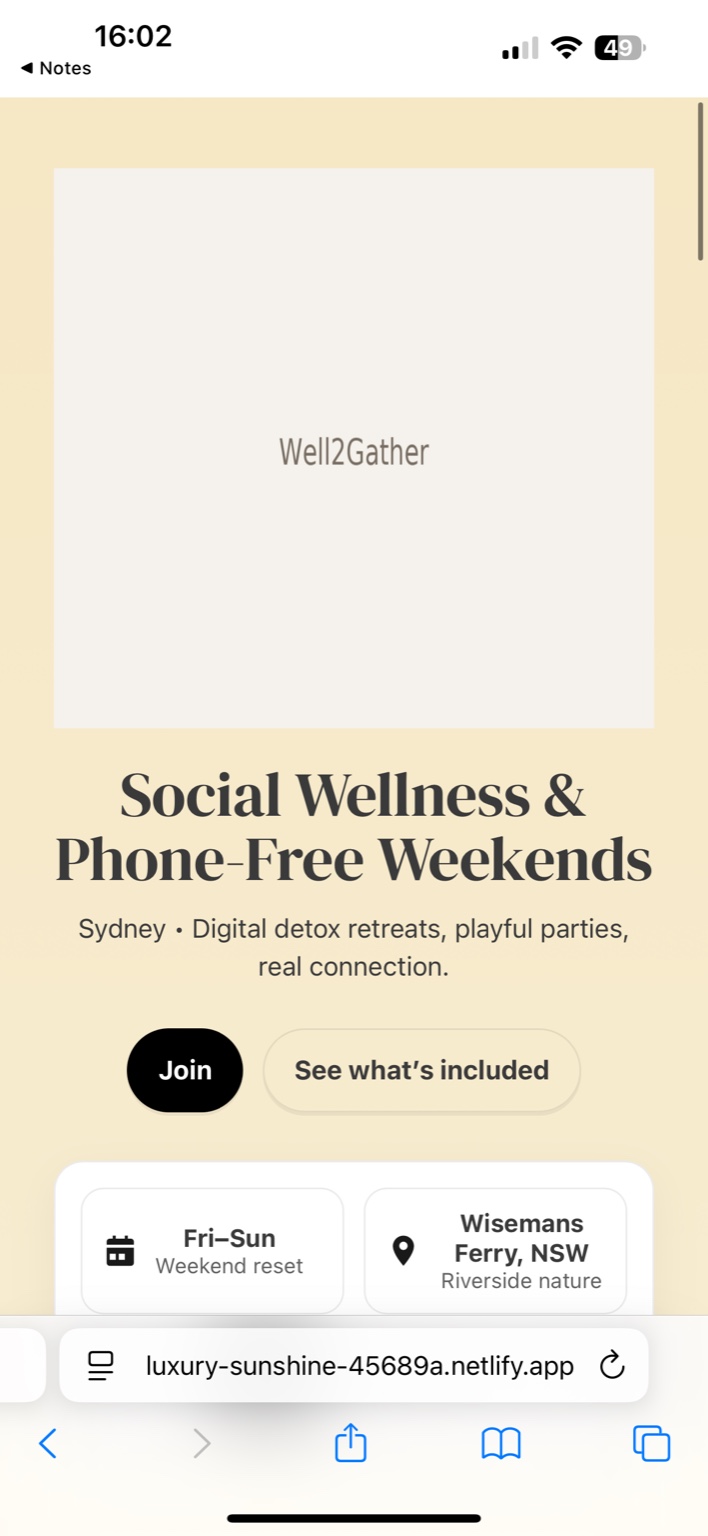 16:02
◀ Notes
49
Well2Gather
Social Wellness &
Phone-Free Weekends
Sydney • Digital detox retreats, playful parties,
real connection.
Join
See what’s included
Fri–Sun
Weekend reset
Wisemans
Ferry, NSW
Riverside nature
luxury-sunshine-45689a.netlify.app